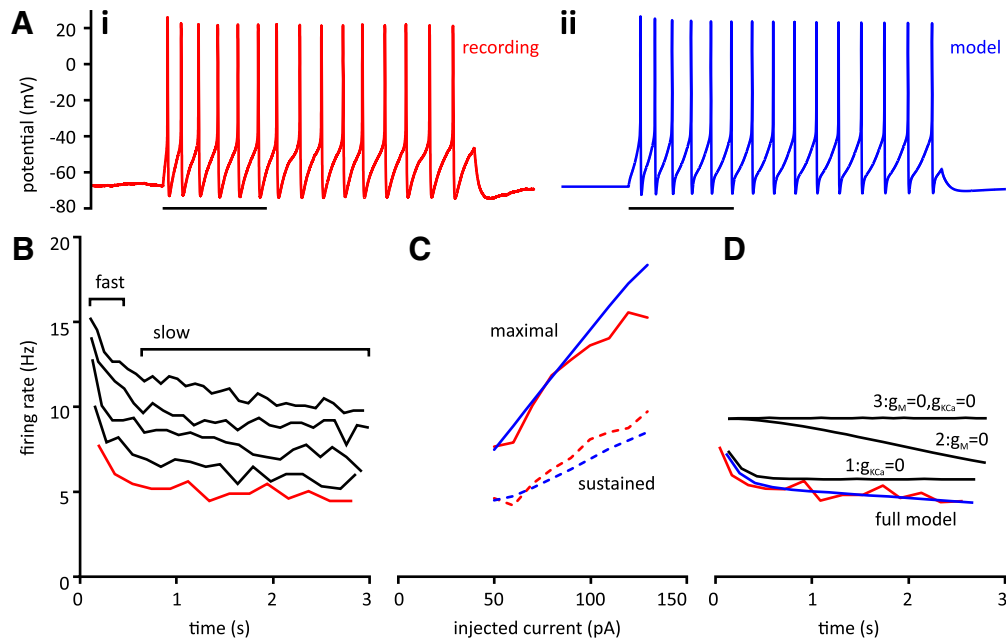 A i ii
recording
model
potential (mV)
20
0
-20
-40
-60
-80
B C D
firing rate (Hz)
20
15
10
5
0
fast
slow
0 1 2 3
time (s)
maximal
sustained
0 50 100 150
injected current (pA)
3:gM=0,gKCa=0
2:gM=0
1:gKCa=0
full model
0 1 2 3
time (s)